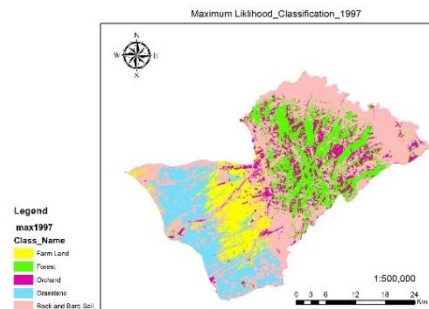 Maximum Liklihood_Classification_1997
N
W
E
S
Legend
max1997
Class_Name
Farm Land
Forest
Orchard
Grassland
Rock and Bare Soil
1:500,000
0 3 6 12 18 24
Km